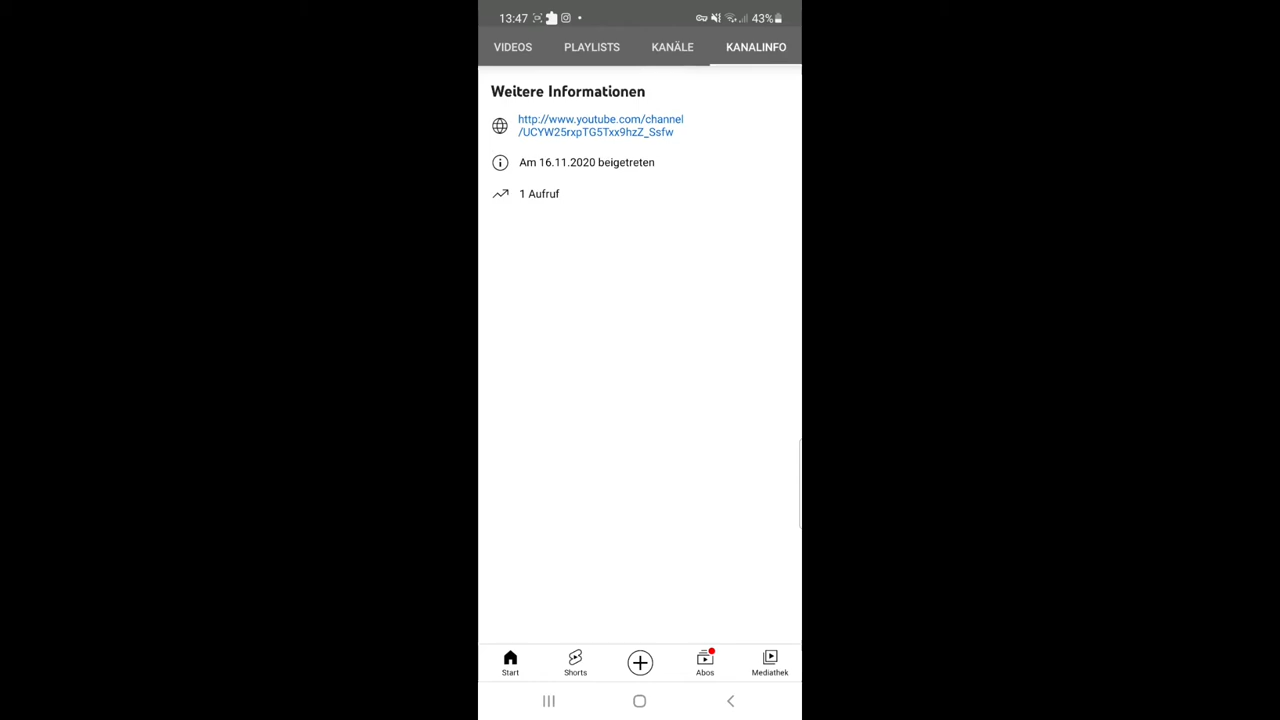 13:47 43%
VIDEOS PLAYLISTS KANÄLE KANALINFO
Weitere Informationen
http://www.youtube.com/channel
/UCYW25rxpTG5Txx9hzZ_Ssfw
Am 16.11.2020 beigetreten
1 Aufruf
Start Shorts Abos Mediathek